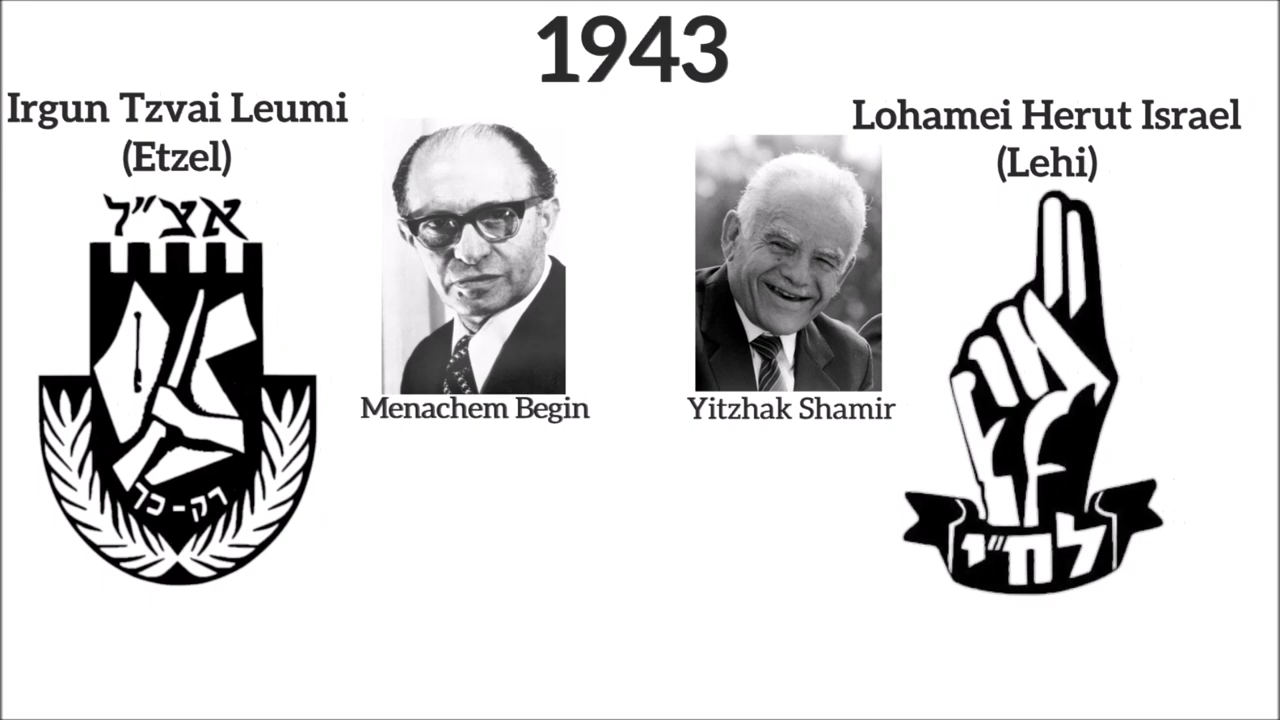 1943
Irgun Tzvai Leumi
(Etzel)
אצ״ל
רק-כך
Menachem Begin
Yitzhak Shamir
Lohamei Herut Israel
(Lehi)
לח״י